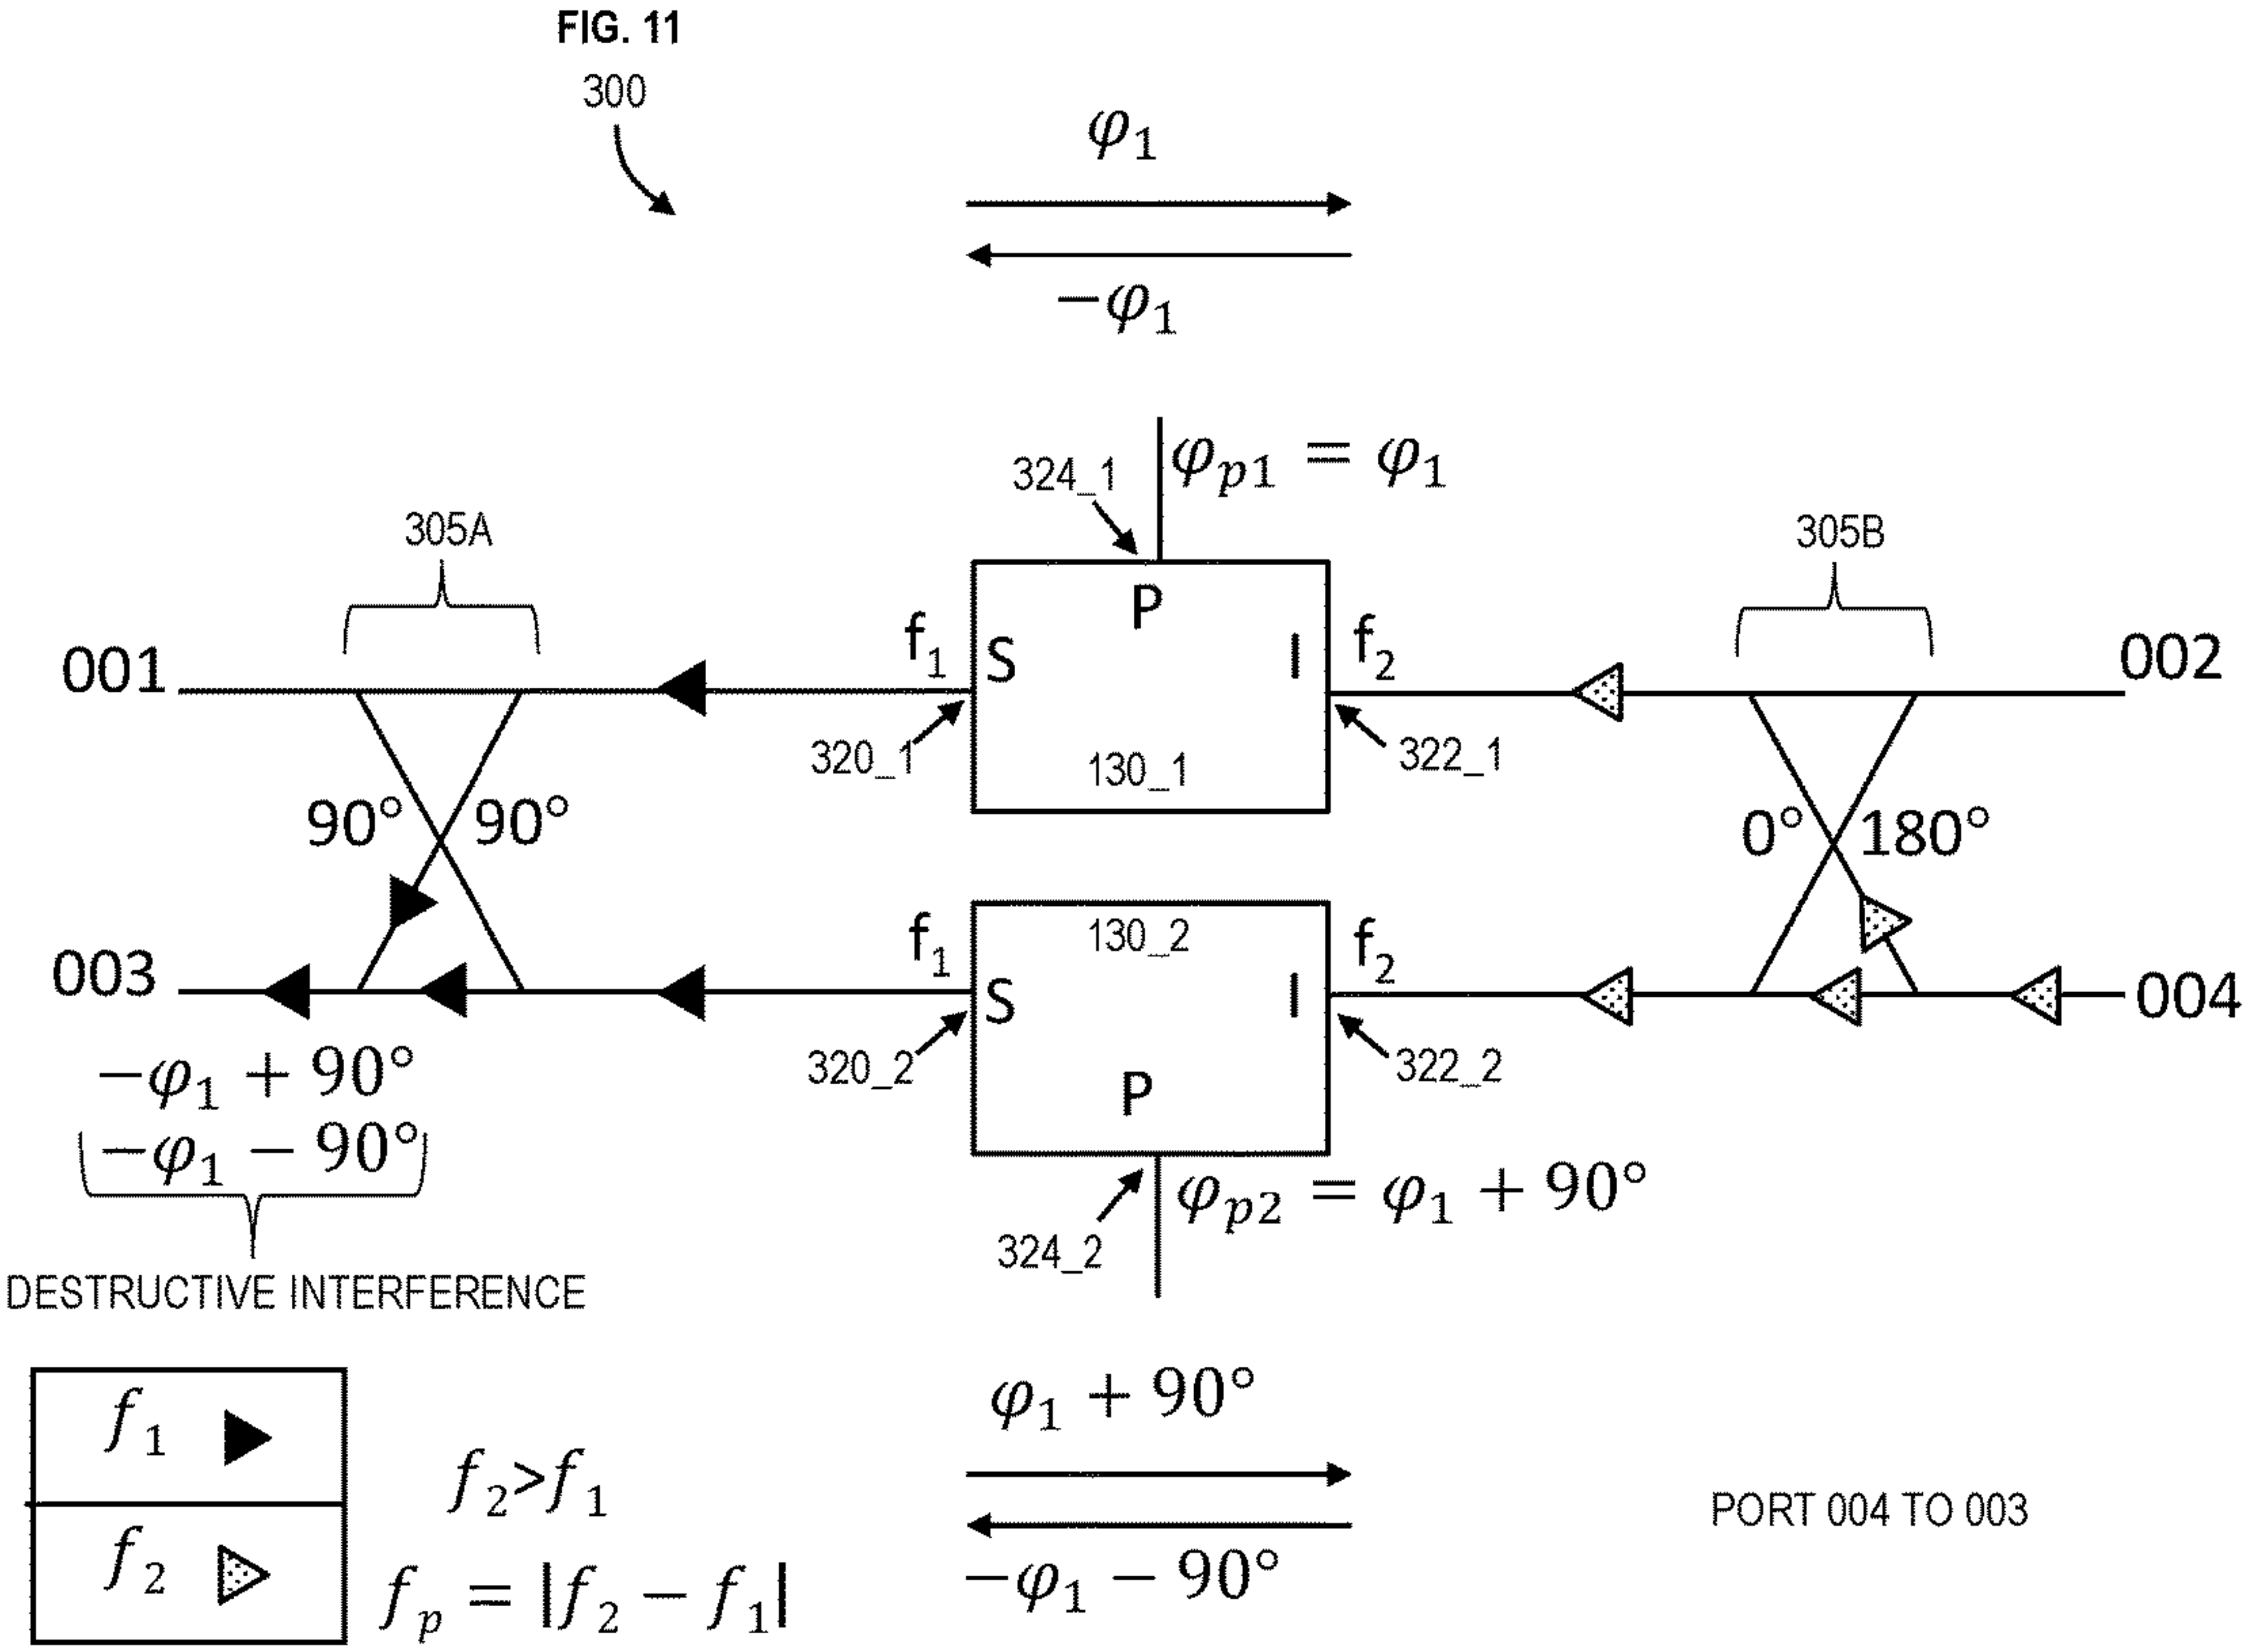 FIG. 11
300
φ₁
−φ₁
324_1
φₚ₁ = φ₁
305A
305B
P
001
f₁
S
I
f₂
002
320_1
130_1
322_1
90°
90°
0°
180°
130_2
003
f₁
S
I
f₂
004
320_2
322_2
P
−φ₁ + 90°
−φ₁ − 90°
φₚ₂ = φ₁ + 90°
324_2
DESTRUCTIVE INTERFERENCE
f₁
φ₁ + 90°
f₂>f₁
PORT 004 TO 003
f₂
fₚ = |f₂ − f₁|
−φ₁ − 90°